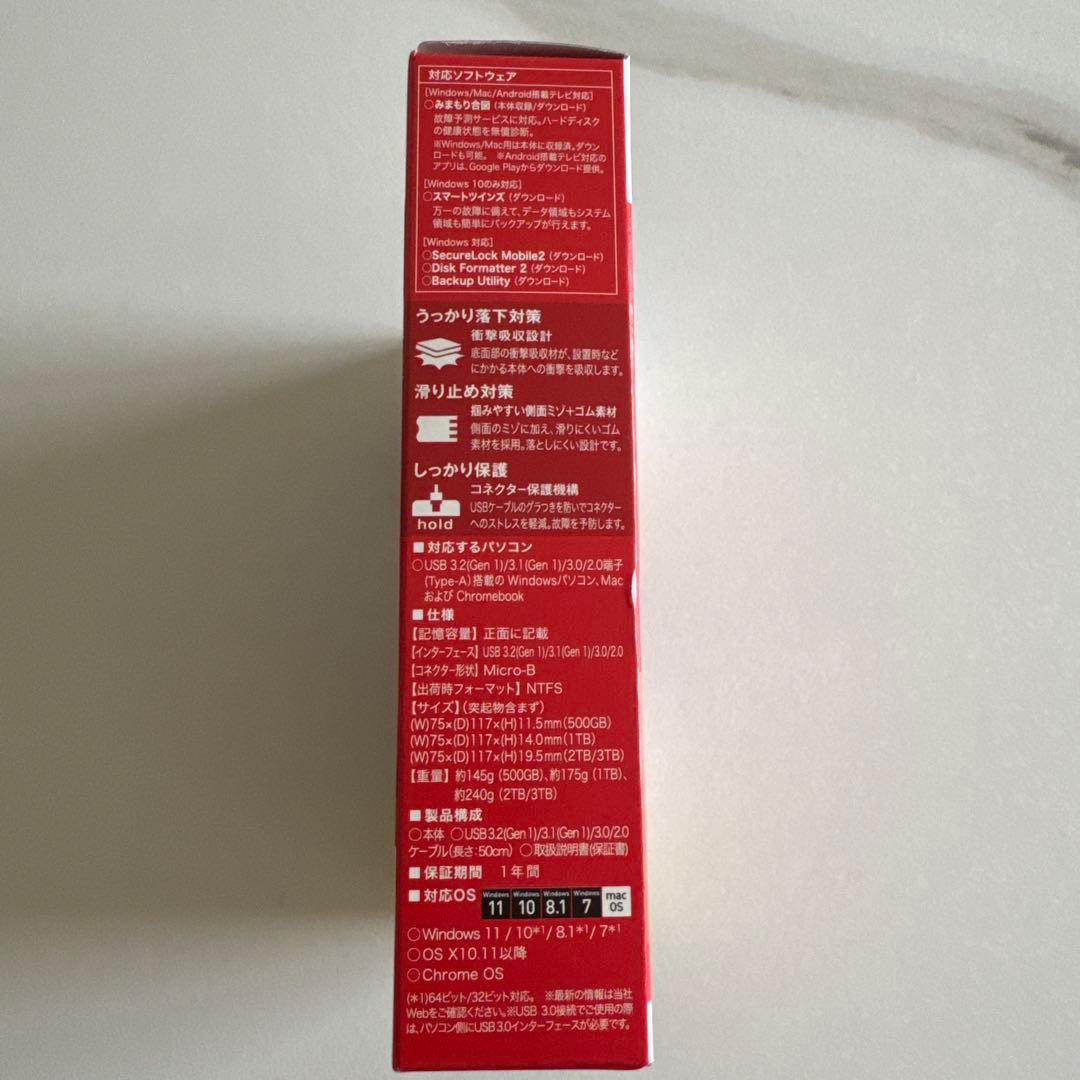 対応ソフトウェア
[Windows/Mac/Android搭載テレビ対応]
○みまもり合図 (本体収録/ダウンロード)
故障予測サービスに対応。ハードディスク
の健康状態を無償診断。
※Windows/Mac用は本体に収録済。ダウン
ロードも可能。 ※Android搭載テレビ対応の
アプリは、Google Playからダウンロード提供。
[Windows 10のみ対応]
○スマートツインズ (ダウンロード)
万一の故障に備えて、データ領域もシステム
領域も簡単にバックアップが行えます。
[Windows 対応]
○SecureLock Mobile2 (ダウンロード)
○Disk Formatter 2 (ダウンロード)
○Backup Utility (ダウンロード)
うっかり落下対策
衝撃吸収設計
底面部の衝撃吸収材が、設置時など
にかかる本体への衝撃を吸収します。
滑り止め対策
掴みやすい側面ミゾ+ゴム素材
側面のミゾに加え、滑りにくいゴム
素材を採用。落としにくい設計です。
しっかり保護
コネクター保護機構
USBケーブルのグラつきを防いでコネクター
へのストレスを軽減。故障を予防します。
hold
■対応するパソコン
○USB 3.2(Gen 1)/3.1(Gen 1)/3.0/2.0端子
(Type-A)搭載の Windowsパソコン、Mac
および Chromebook
■仕様
【記憶容量】正面に記載
【インターフェース】USB 3.2(Gen 1)/3.1(Gen 1)/3.0/2.0
【コネクター形状】Micro-B
【出荷時フォーマット】NTFS
【サイズ】(突起物含まず)
(W)75×(D)117×(H)11.5mm(500GB)
(W)75×(D)117×(H)14.0mm(1TB)
(W)75×(D)117×(H)19.5mm(2TB/3TB)
【重量】約145g (500GB)、約175g (1TB)、
約240g (2TB/3TB)
■製品構成
○本体 ○USB3.2(Gen 1)/3.1(Gen 1)/3.0/2.0
ケーブル(長さ:50cm) ○取扱説明書(保証書)
■保証期間 1年間
■対応OS Windows 11 Windows 10 Windows 8.1 Windows 7 mac OS
○Windows 11 / 10*1/ 8.1*1/ 7*1
○OS X10.11以降
○Chrome OS
(*1)64ビット/32ビット対応。 ※最新の情報は当社
Webをご確認ください。※USB 3.0接続でご使用の際
は、パソコン側にUSB3.0インターフェースが必要です。